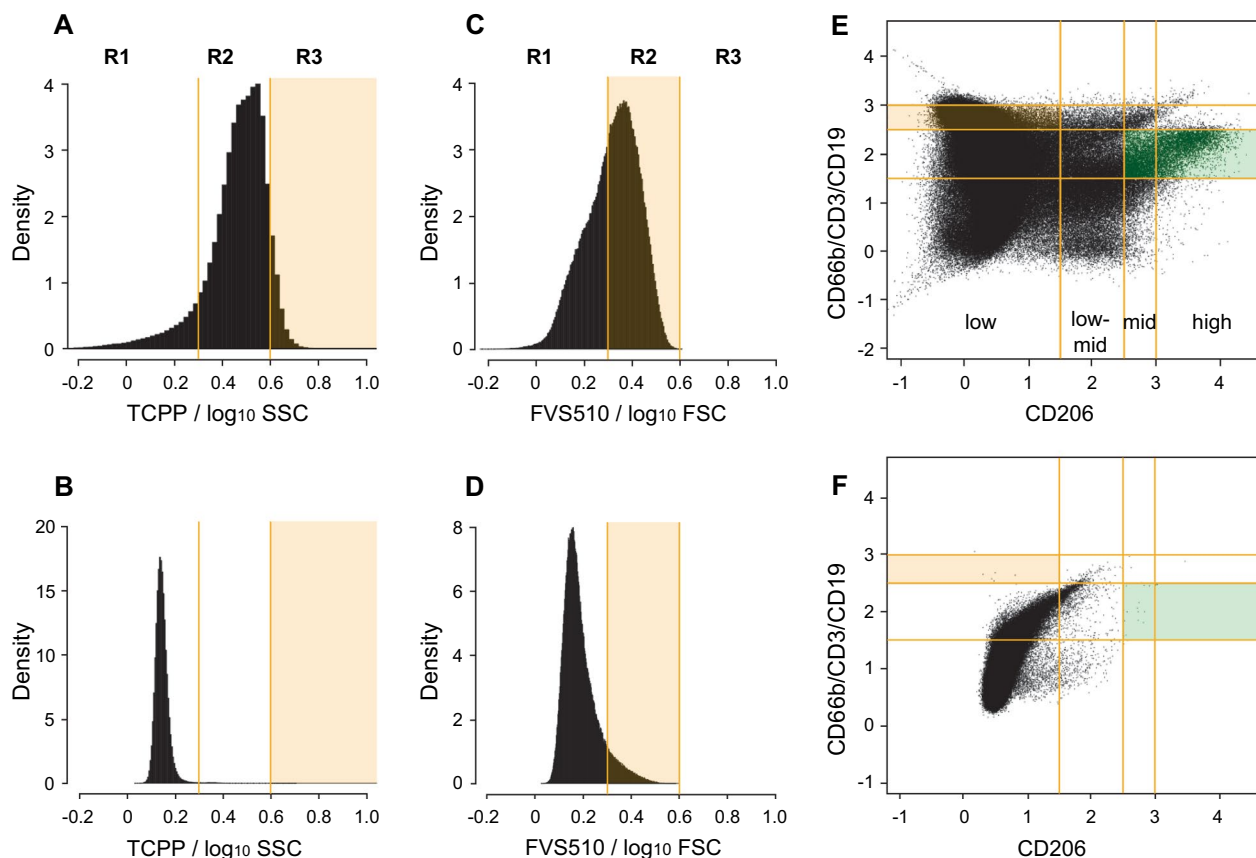 A
C
E
R1 R2 R3
R1 R2 R3
4
3
2
1
0
Density
-0.2 0 0.2 0.4 0.6 0.8 1.0
TCPP / log10 SSC
4
3
2
1
0
Density
-0.2 0 0.2 0.4 0.6 0.8 1.0
FVS510 / log10 FSC
4
3
2
1
0
-1
-2
CD66b/CD3/CD19
low
low-
mid
mid
high
-1 0 1 2 3 4
CD206
B
D
F
20
15
10
5
0
Density
-0.2 0 0.2 0.4 0.6 0.8 1.0
TCPP / log10 SSC
8
6
4
2
0
Density
-0.2 0 0.2 0.4 0.6 0.8 1.0
FVS510 / log10 FSC
4
3
2
1
0
-1
CD66b/CD3/CD19
-1 0 1 2 3 4
CD206